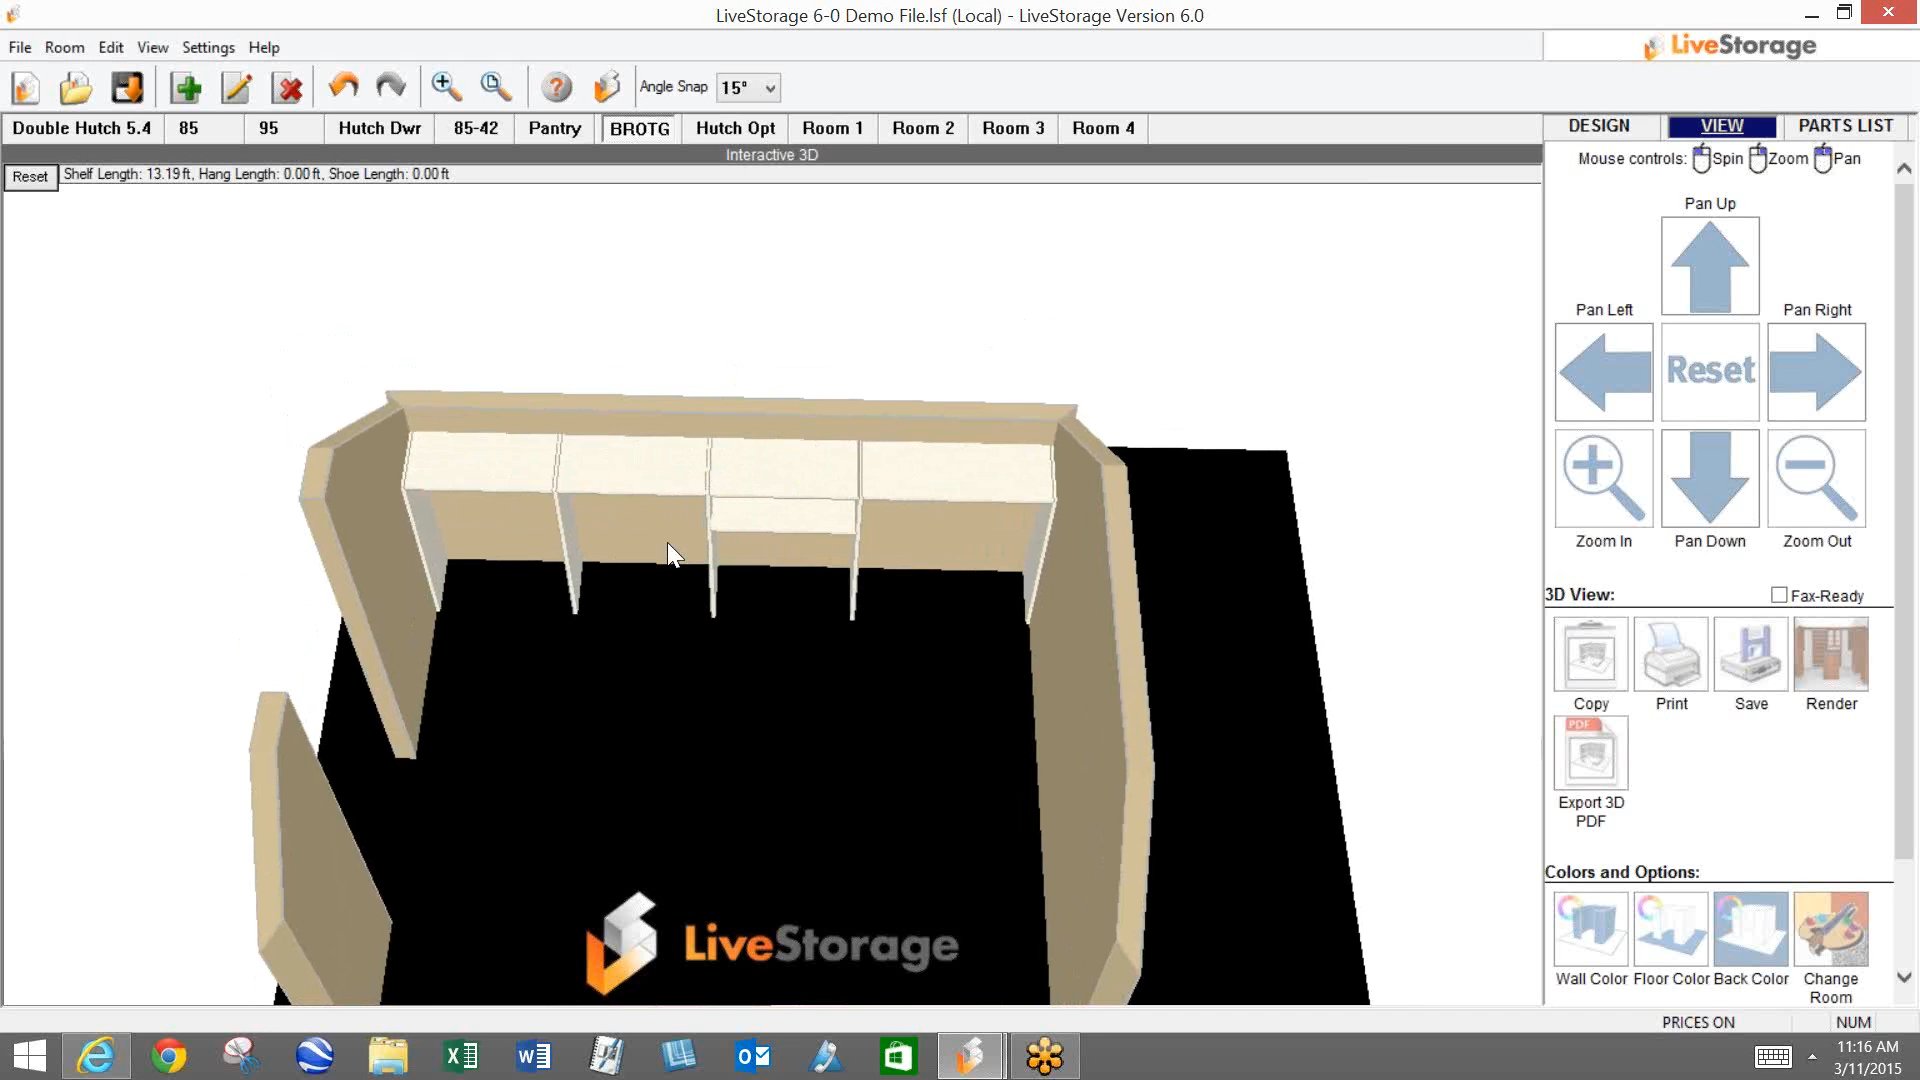 LiveStorage 6-0 Demo File.lsf (Local) - LiveStorage Version 6.0
File Room Edit View Settings Help
LiveStorage
Angle Snap 15°
Double Hutch 5.4 85 95 Hutch Dwr 85-42 Pantry BROTG Hutch Opt Room 1 Room 2 Room 3 Room 4
DESIGN VIEW PARTS LIST
Interactive 3D
Reset Shelf Length: 13.19 ft, Hang Length: 0.00 ft, Shoe Length: 0.00 ft
Mouse controls: Spin Zoom Pan
Pan Up
Pan Left Pan Right
Reset
Zoom In Pan Down Zoom Out
3D View: Fax-Ready
Copy Print Save Render
PDF
Export 3D
PDF
Colors and Options:
Wall Color Floor Color Back Color Change
Room
LiveStorage
PRICES ON NUM
11:16 AM
3/11/2015